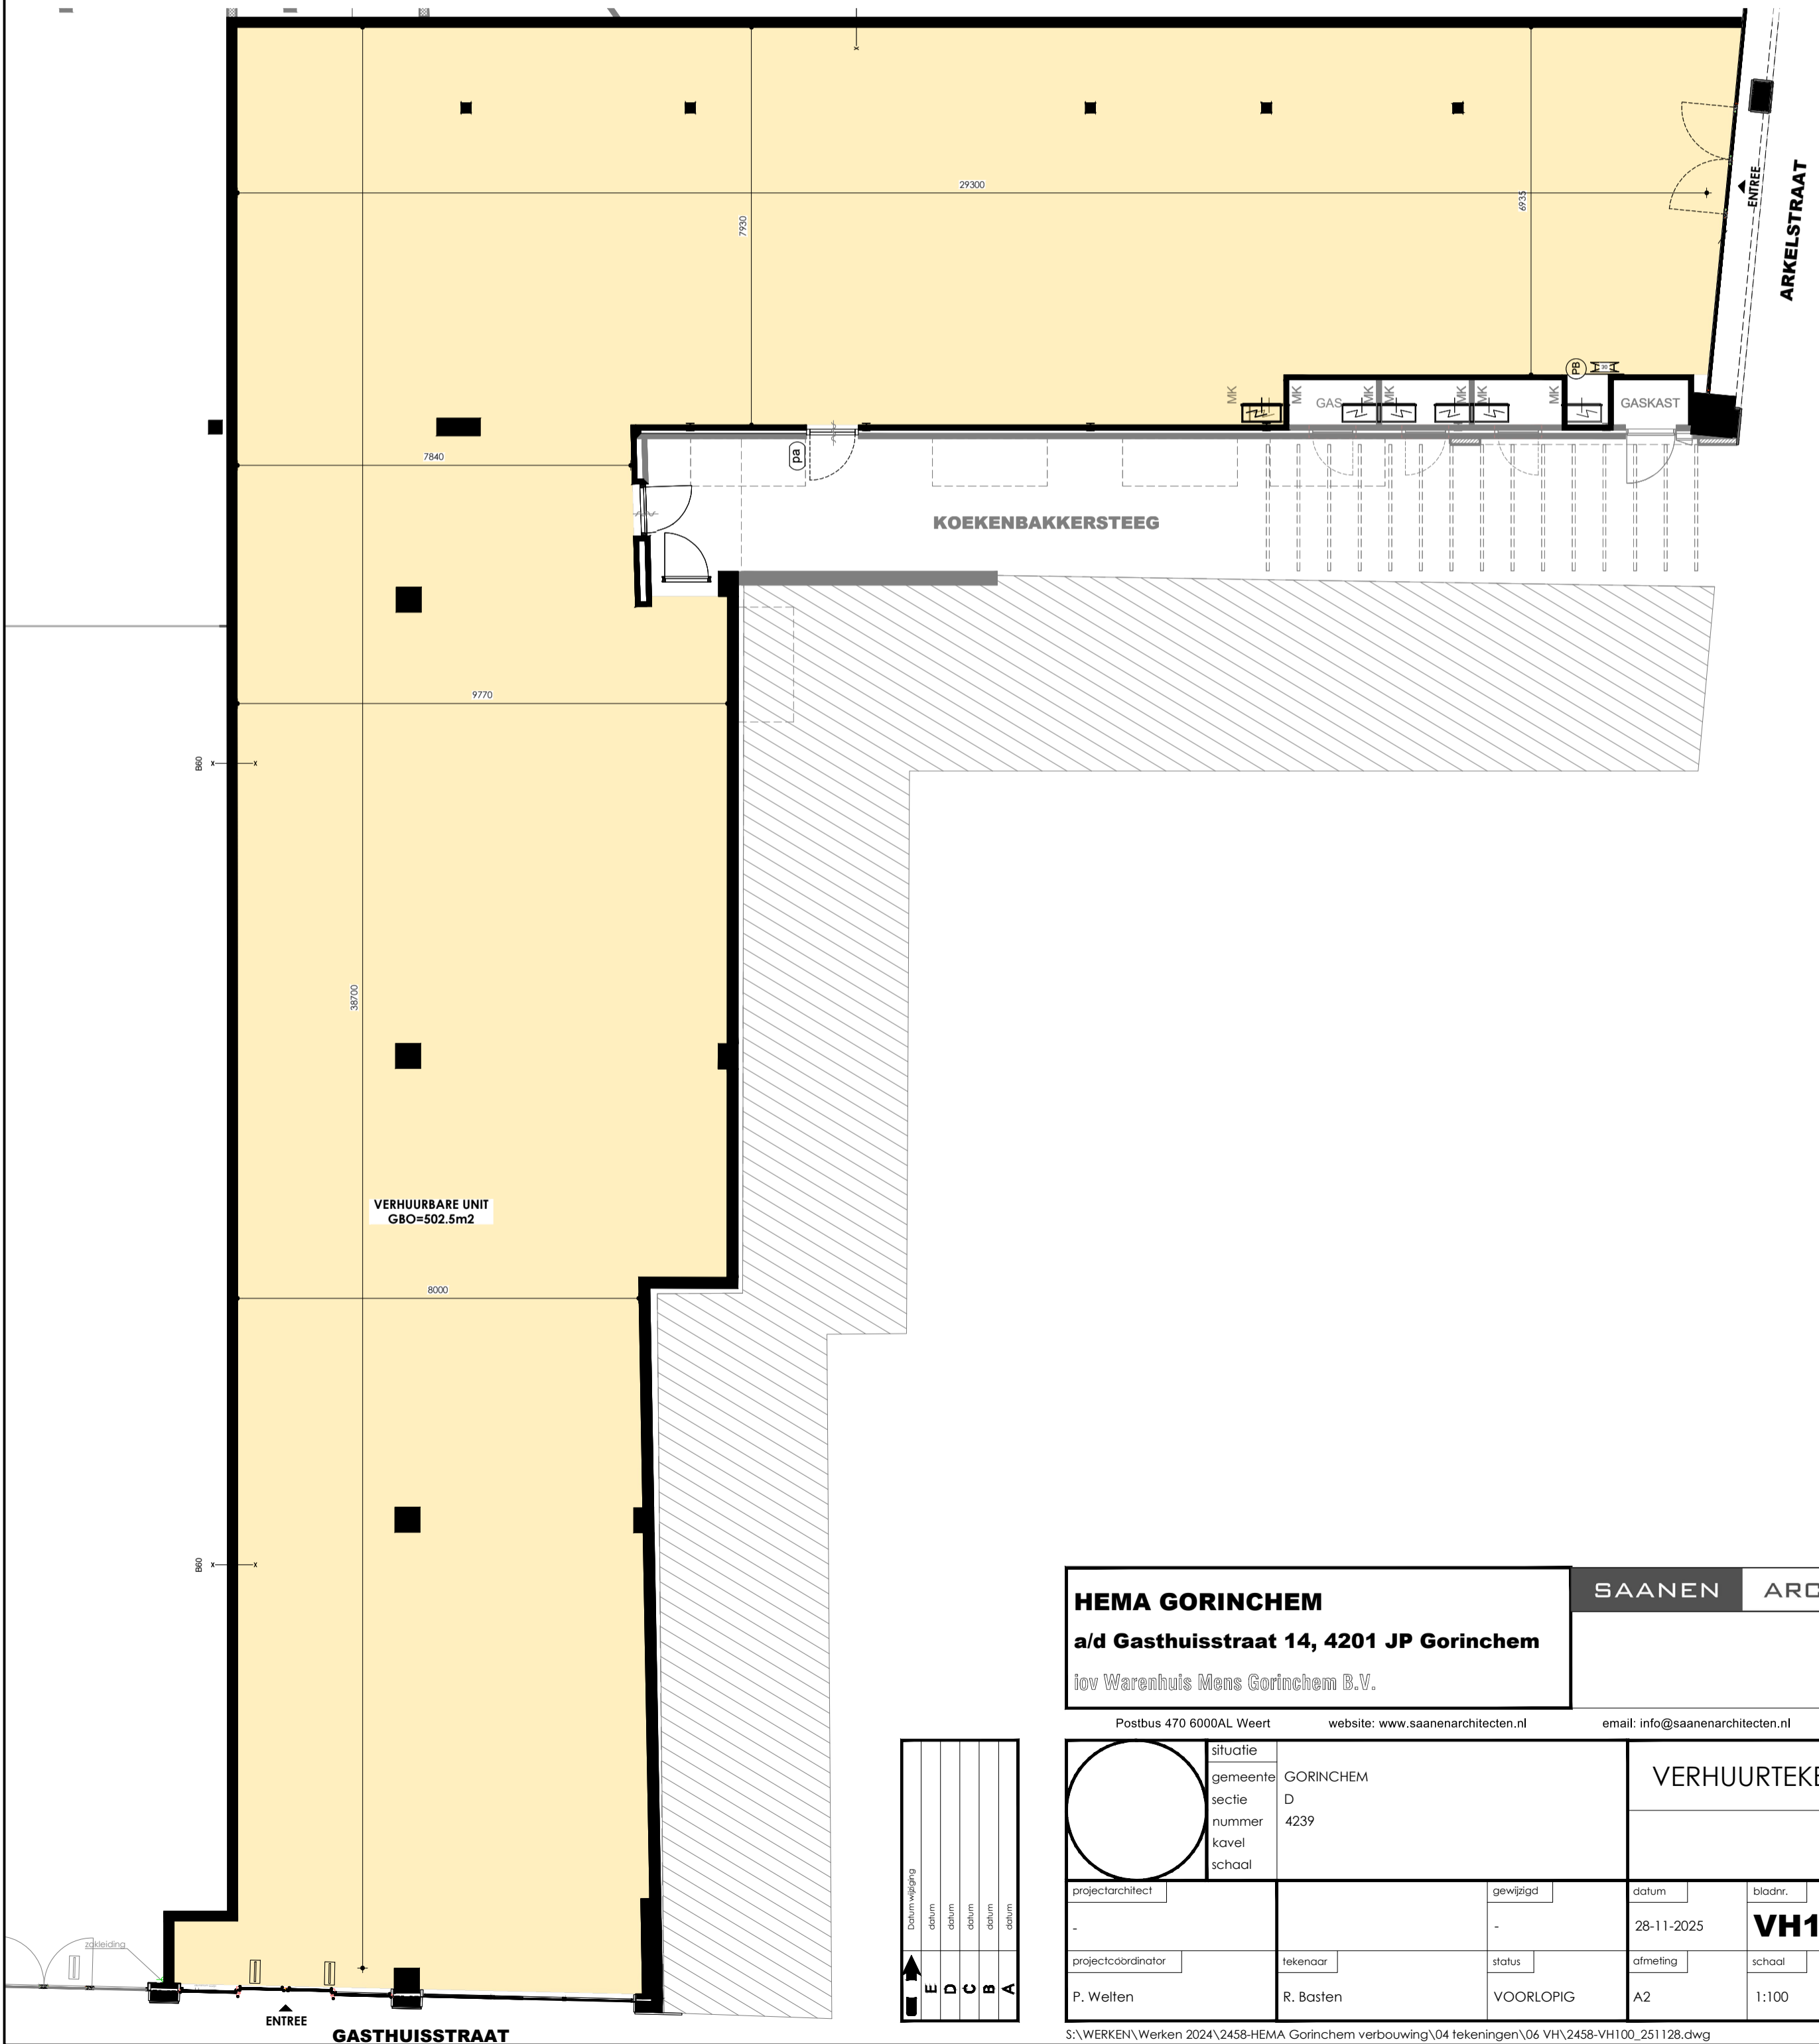 29300
7930
6935
ENTREE
ARKELSTRAAT
PB
30
MK
MK
GAS
MK
MK
MK
MK
MK
GASKAST
pa
7840
KOEKENBAKKERSTEEG
9770
B60
38700
VERHUURBARE UNIT
GBO=502.5m2
8000
B60
zakleiding
ENTREE
GASTHUISSTRAAT
HEMA GORINCHEM
a/d Gasthuisstraat 14, 4201 JP Gorinchem
iov Warenhuis Mens Gorinchem B.V.
SAANEN ARC
Postbus 470 6000AL Weert website: www.saanenarchitecten.nl email: info@saanenarchitecten.nl
Datum wijziging
E datum
D datum
C datum
B datum
A datum
situatie
gemeente GORINCHEM
sectie D
nummer 4239
kavel
schaal
VERHUURTEKE
projectarchitect gewijzigd datum bladnr.
- - 28-11-2025 VH1
projectcoördinator tekenaar status afmeting schaal
P. Welten R. Basten VOORLOPIG A2 1:100
S:\WERKEN\Werken 2024\2458-HEMA Gorinchem verbouwing\04 tekeningen\06 VH\2458-VH100_251128.dwg